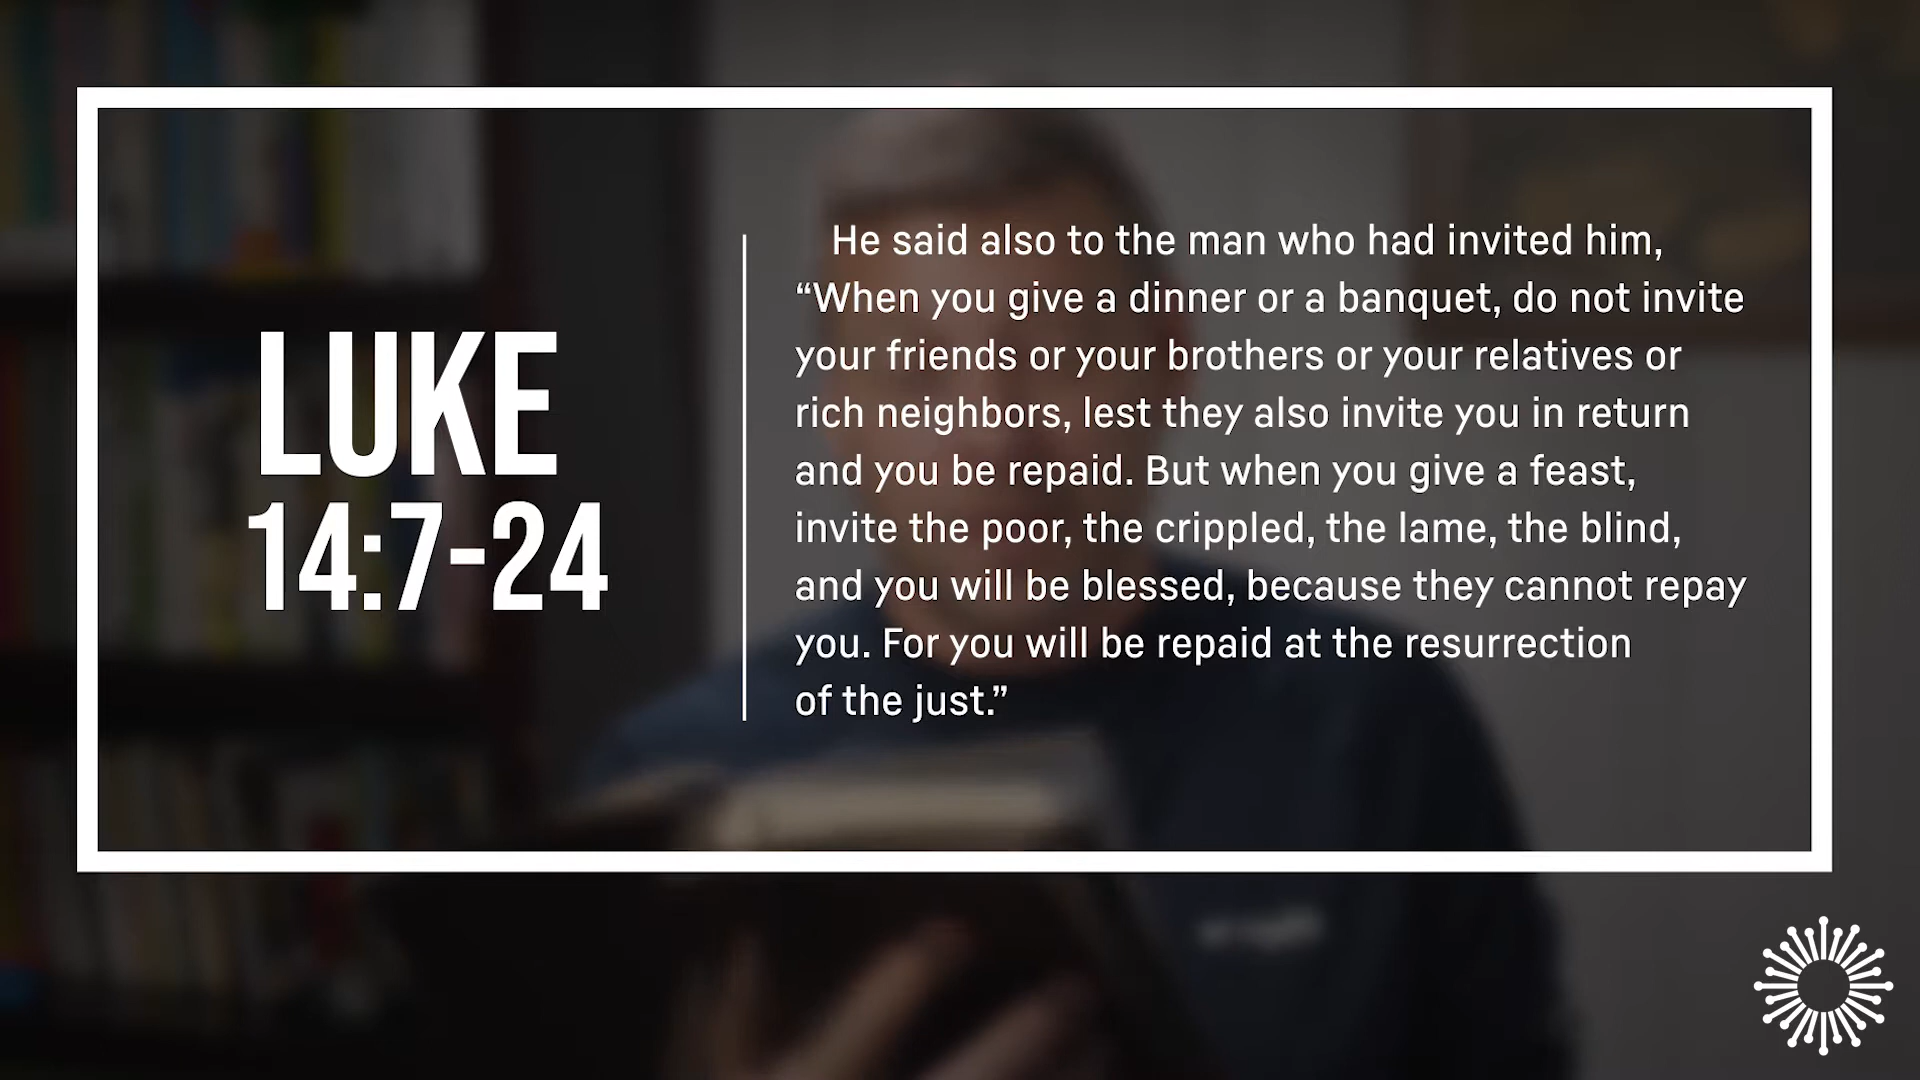 LUKE
14:7-24
He said also to the man who had invited him,
“When you give a dinner or a banquet, do not invite
your friends or your brothers or your relatives or
rich neighbors, lest they also invite you in return
and you be repaid. But when you give a feast,
invite the poor, the crippled, the lame, the blind,
and you will be blessed, because they cannot repay
you. For you will be repaid at the resurrection
of the just.”